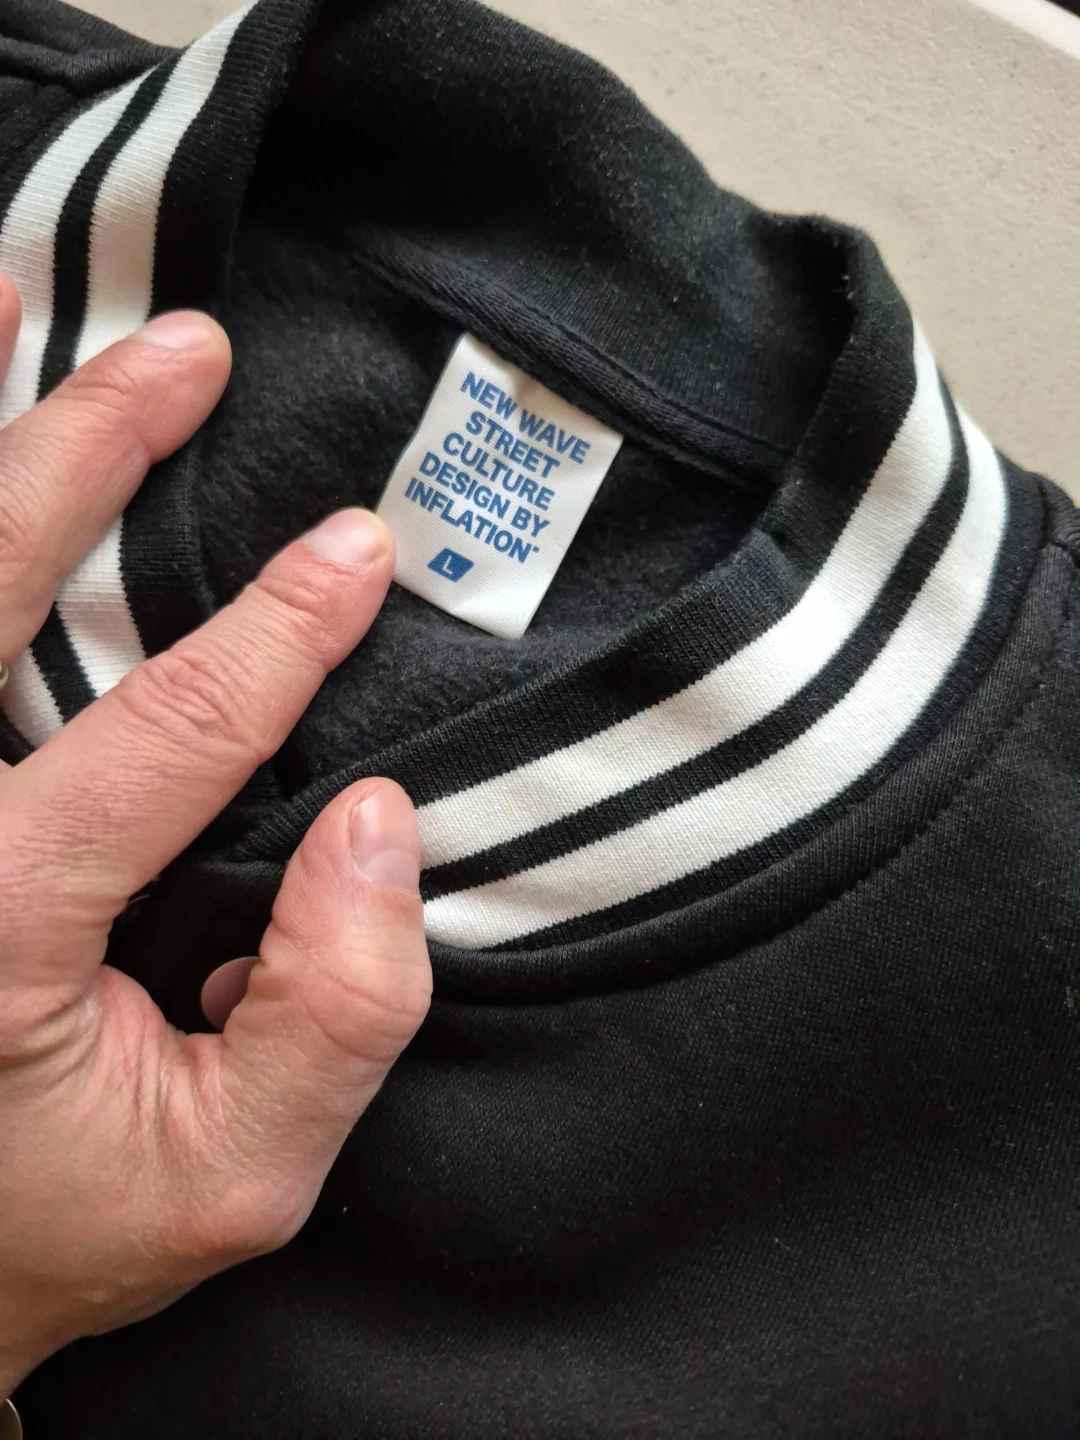 NEW WAVE
STREET
CULTURE
DESIGN BY
INFLATION"
L